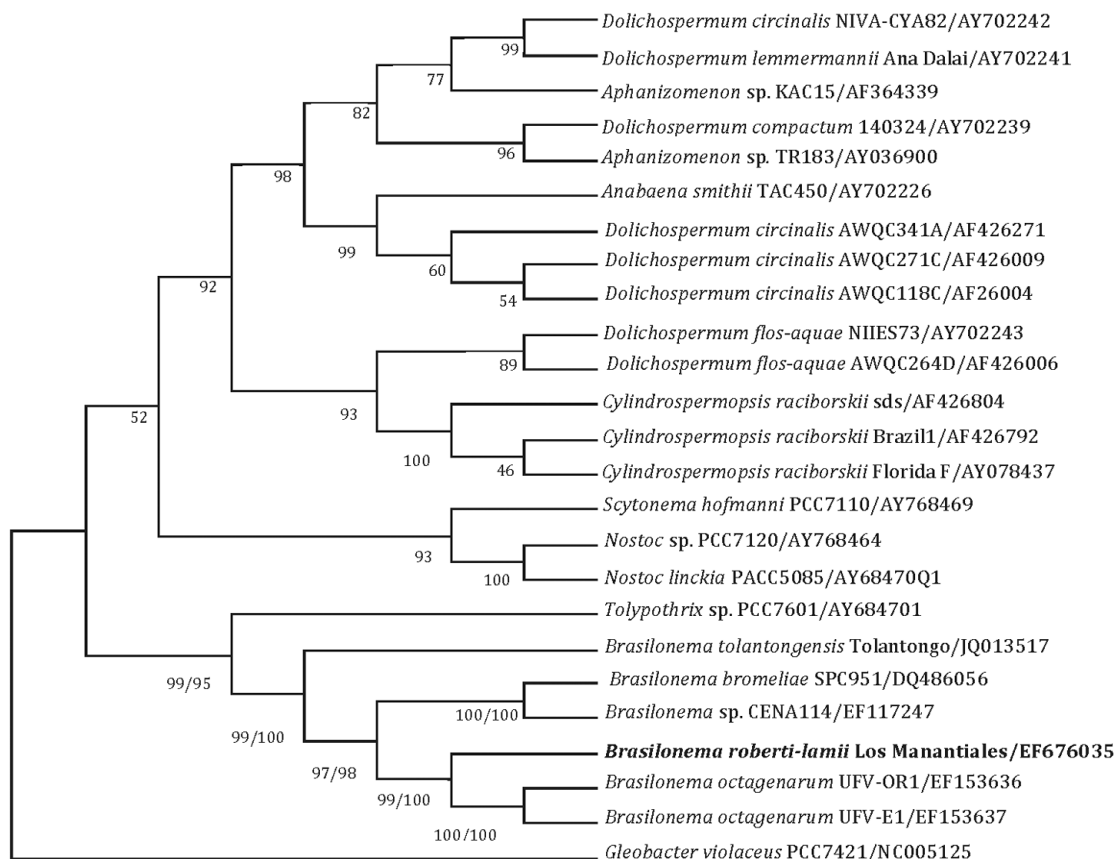 Dolichospermum circinalis NIVA-CYA82/AY702242
99
Dolichospermum lemmermannii Ana Dalai/AY702241
77
Aphanizomenon sp. KAC15/AF364339
82
Dolichospermum compactum 140324/AY702239
96
Aphanizomenon sp. TR183/AY036900
98
Anabaena smithii TAC450/AY702226
Dolichospermum circinalis AWQC341A/AF426271
99
60
Dolichospermum circinalis AWQC271C/AF426009
92
54
Dolichospermum circinalis AWQC118C/AF26004
Dolichospermum flos-aquae NIIES73/AY702243
89
Dolichospermum flos-aquae AWQC264D/AF426006
Cylindrospermopsis raciborskii sds/AF426804
52
93
Cylindrospermopsis raciborskii Brazil1/AF426792
100
46
Cylindrospermopsis raciborskii Florida F/AY078437
Scytonema hofmanni PCC7110/AY768469
Nostoc sp. PCC7120/AY768464
93
100
Nostoc linckia PACC5085/AY68470Q1
Tolypothrix sp. PCC7601/AY684701
Brasilonema tolantongensis Tolantongo/JQ013517
99/95
Brasilonema bromeliae SPC951/DQ486056
100/100
Brasilonema sp. CENA114/EF117247
99/100
Brasilonema roberti-lamii Los Manantiales/EF676035
97/98
Brasilonema octagenarum UFV-OR1/EF153636
99/100
Brasilonema octagenarum UFV-E1/EF153637
100/100
Gleobacter violaceus PCC7421/NC005125